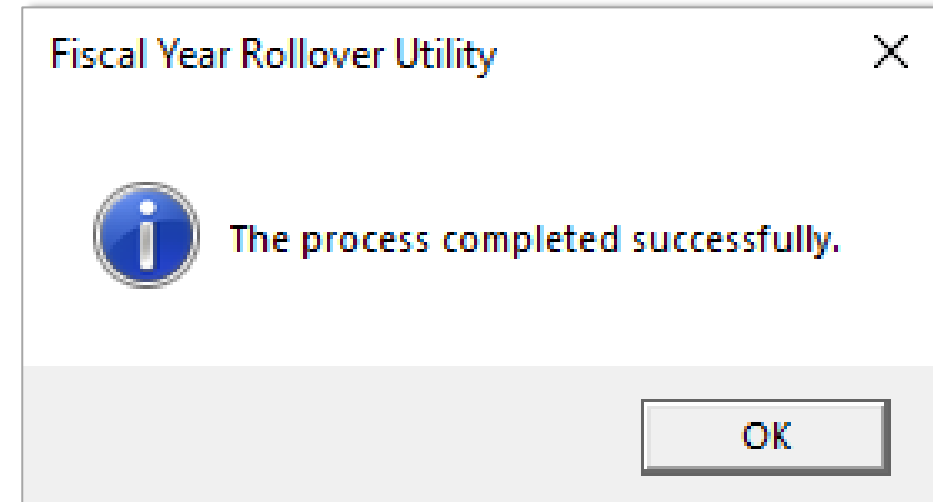 Fiscal Year Rollover Utility
The process completed successfully.
OK